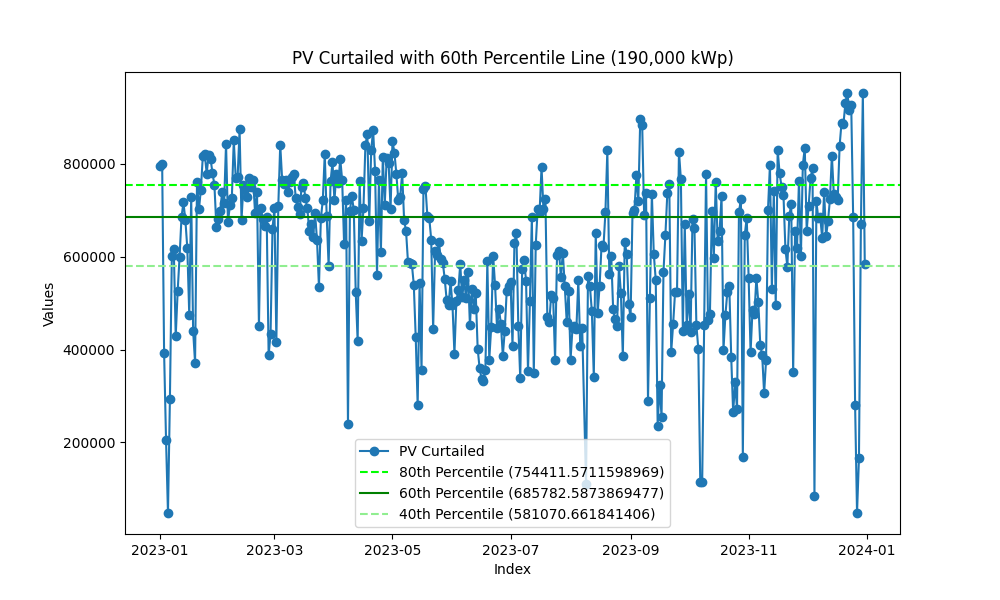 PV Curtailed with 60th Percentile Line (190,000 kWp)
800000
600000
400000
200000
Values
PV Curtailed
80th Percentile (754411.5711598969)
60th Percentile (685782.5873869477)
40th Percentile (581070.661841406)
2023-01 2023-03 2023-05 2023-07 2023-09 2023-11 2024-01
Index